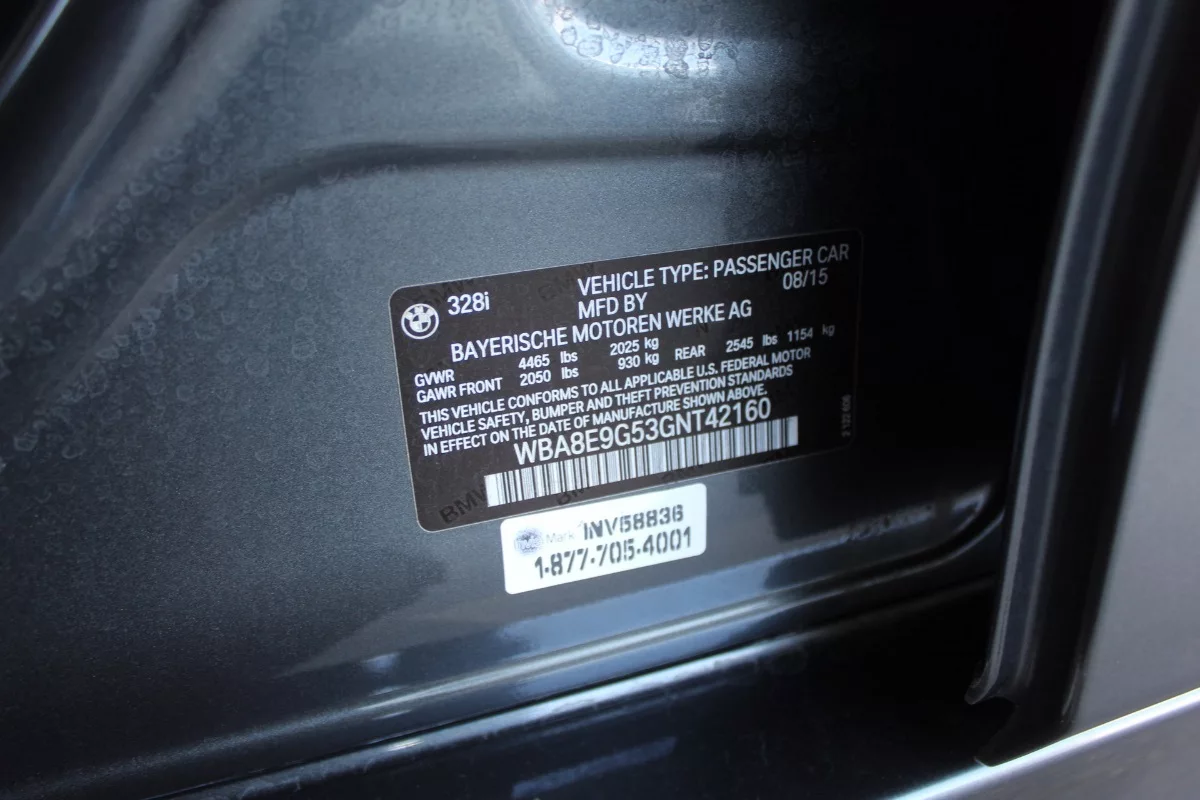 328i
VEHICLE TYPE: PASSENGER CAR
MFD BY 08/15
BAYERISCHE MOTOREN WERKE AG
GVWR 4465 lbs 2025 kg
GAWR FRONT 2050 lbs 930 kg REAR 2545 lbs 1154 kg
THIS VEHICLE CONFORMS TO ALL APPLICABLE U.S. FEDERAL MOTOR
VEHICLE SAFETY, BUMPER AND THEFT PREVENTION STANDARDS
IN EFFECT ON THE DATE OF MANUFACTURE SHOWN ABOVE.
WBA8E9G53GNT42160
BMW
INV58836
1-877-705-4001